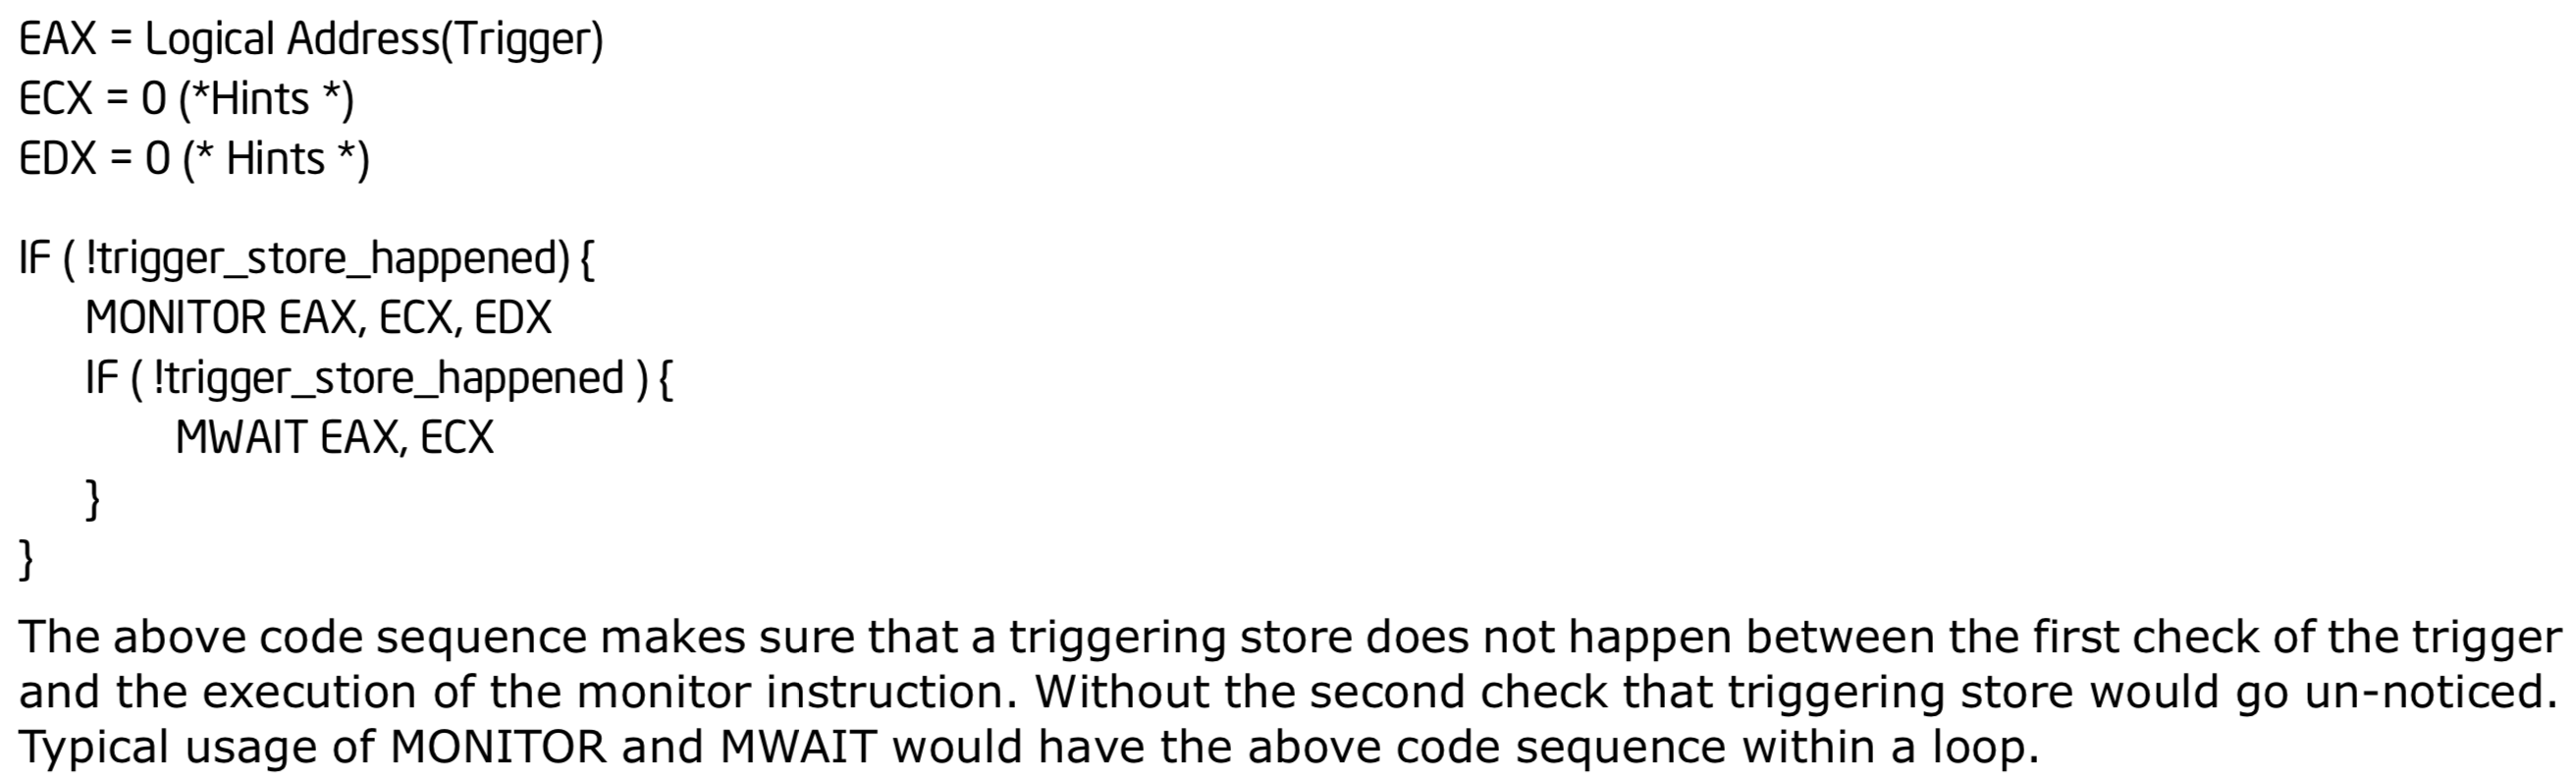 EAX = Logical Address(Trigger)
ECX = 0 (*Hints *)
EDX = 0 (* Hints *)
IF ( !trigger_store_happened) {
MONITOR EAX, ECX, EDX
IF ( !trigger_store_happened ) {
MWAIT EAX, ECX
}
}
The above code sequence makes sure that a triggering store does not happen between the first check of the trigger
and the execution of the monitor instruction. Without the second check that triggering store would go un-noticed.
Typical usage of MONITOR and MWAIT would have the above code sequence within a loop.